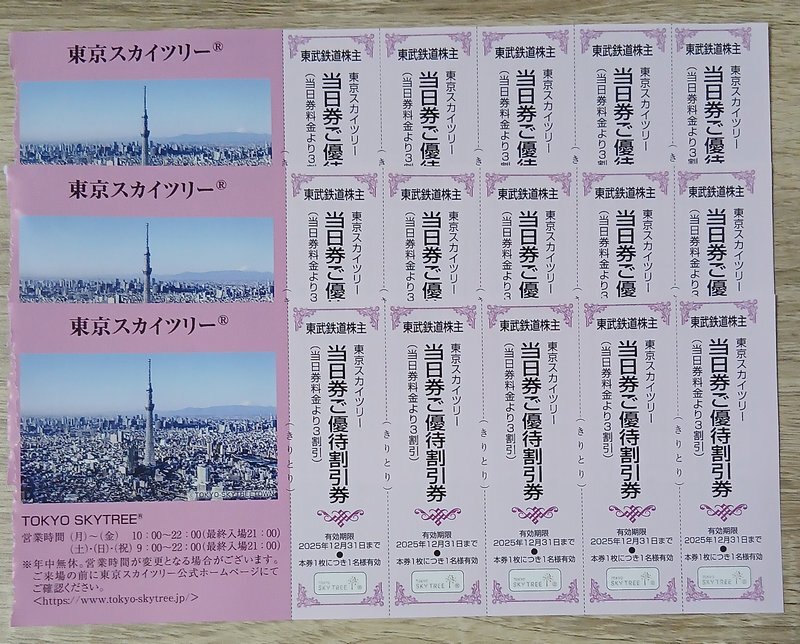 東京スカイツリー®
東武鉄道株主
東京スカイツリー
当日券ご優待
(当日券料金より3割
東武鉄道株主
東京スカイツリー
当日券ご優待
(当日券料金より3割
東武鉄道株主
東京スカイツリー
当日券ご優待
(当日券料金より3割
東武鉄道株主
東京スカイツリー
当日券ご優待
(当日券料金より3割
東武鉄道株主
東京スカイツリー
当日券ご優待
(当日券料金より3割
東京スカイツリー®
東武鉄道株主
東京スカイツリー
当日券ご優
(当日券料金より3
東武鉄道株主
東京スカイツリー
当日券ご優
(当日券料金より3
東武鉄道株主
東京スカイツリー
当日券ご優
(当日券料金より3
東武鉄道株主
東京スカイツリー
当日券ご優
(当日券料金より3
東武鉄道株主
東京スカイツリー
当日券ご優
(当日券料金より3
東京スカイツリー®
©TOKYO-SKYTREETOWN
TOKYO SKYTREE®
営業時間 (月)〜(金) 10:00〜22:00(最終入場21:00)
(土)・(日)・(祝) 9:00〜22:00(最終入場21:00)
※年中無休。営業時間が変更となる場合がございます。
ご来場の前に東京スカイツリー公式ホームページにて
ご確認ください。
<https://www.tokyo-skytree.jp/>
東武鉄道株主
東京スカイツリー
当日券ご優待割引券
(当日券料金より3割引)
有効期限
2025年12月31日まで
●
本券1枚につき1名様有効
TOKYO
SKYTREE®
(きりとり)
東武鉄道株主
東京スカイツリー
当日券ご優待割引券
(当日券料金より3割引)
有効期限
2025年12月31日まで
●
本券1枚につき1名様有効
TOKYO
SKYTREE®
(きりとり)
東武鉄道株主
東京スカイツリー
当日券ご優待割引券
(当日券料金より3割引)
有効期限
2025年12月31日まで
●
本券1枚につき1名様有効
TOKYO
SKYTREE®
(きりとり)
東武鉄道株主
東京スカイツリー
当日券ご優待割引券
(当日券料金より3割引)
有効期限
2025年12月31日まで
●
本券1枚につき1名様有効
TOKYO
SKYTREE®
(きりとり)
東武鉄道株主
東京スカイツリー
当日券ご優待割引券
(当日券料金より3割引)
有効期限
2025年12月31日まで
●
本券1枚につき1名様有効
TOKYO
SKYTREE®
(きりとり)